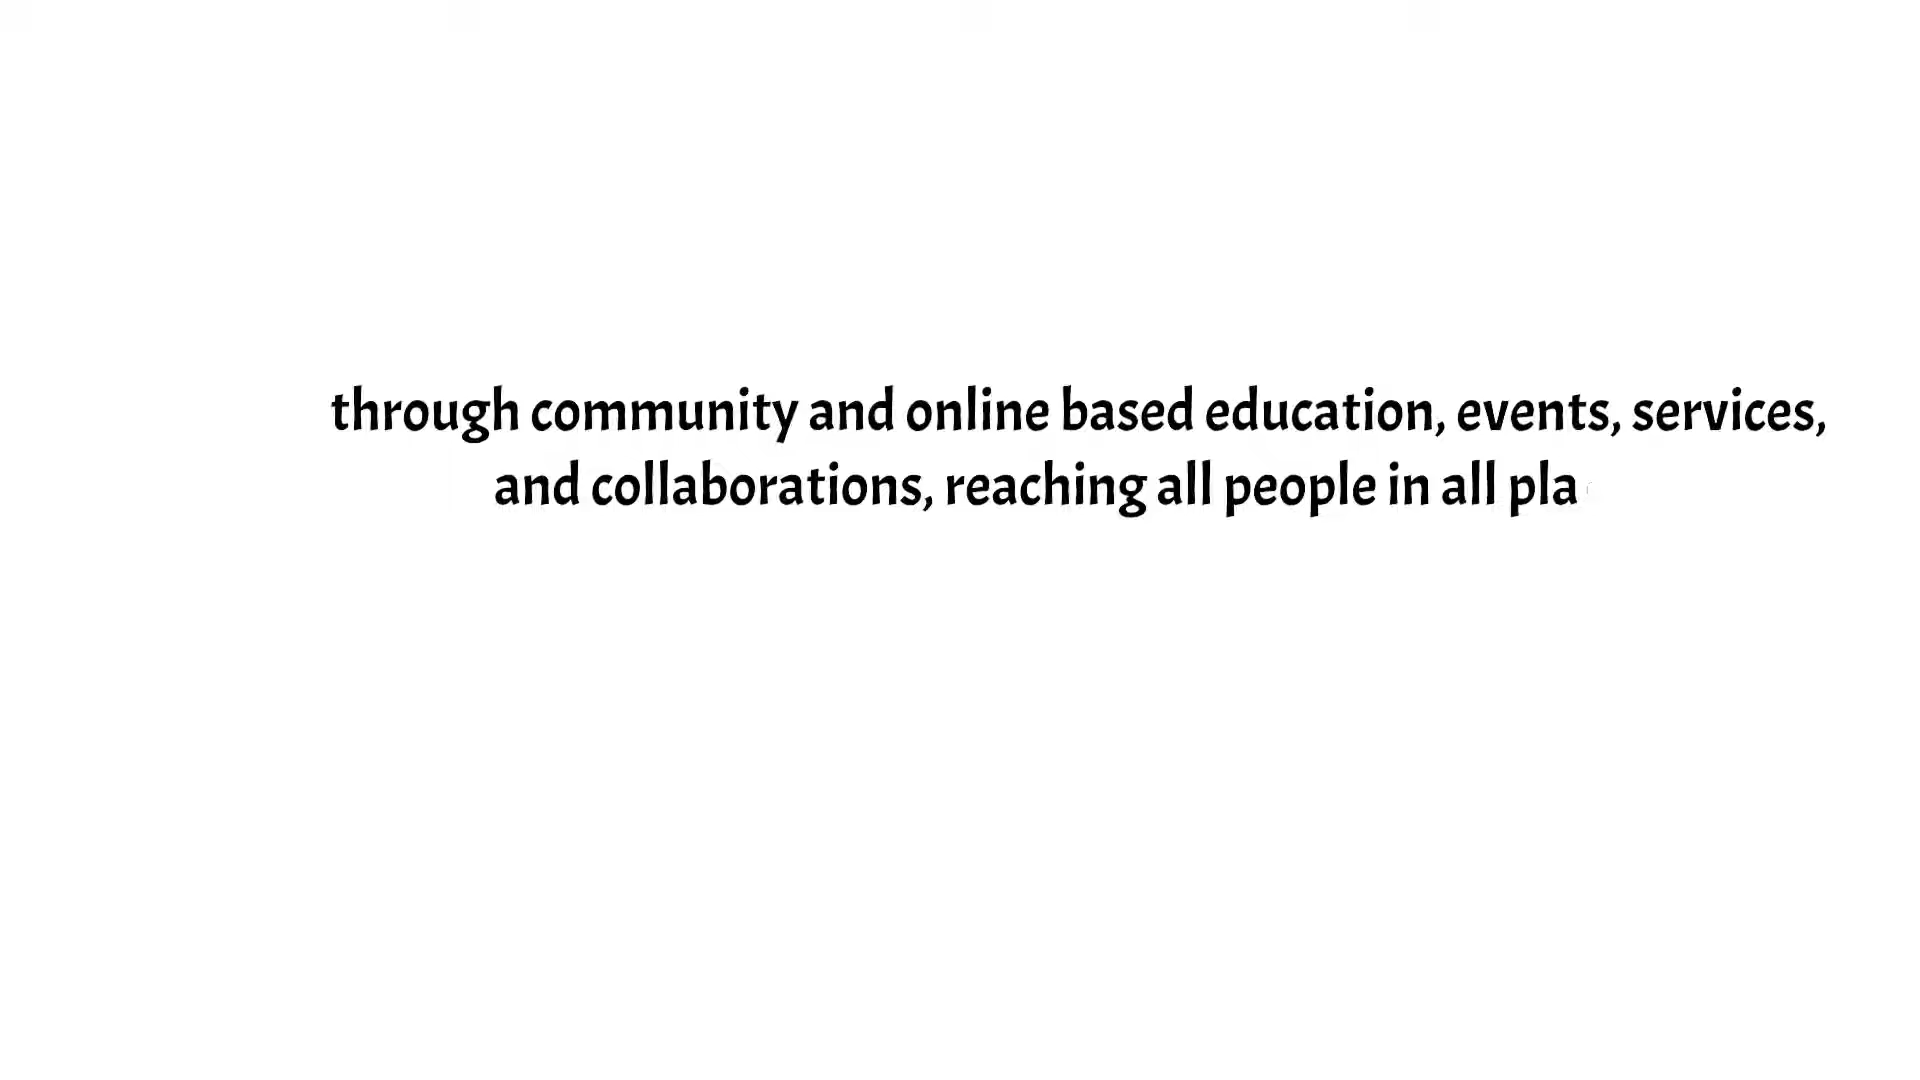 through community and online based education, events, services,
and collaborations, reaching all people in all pla